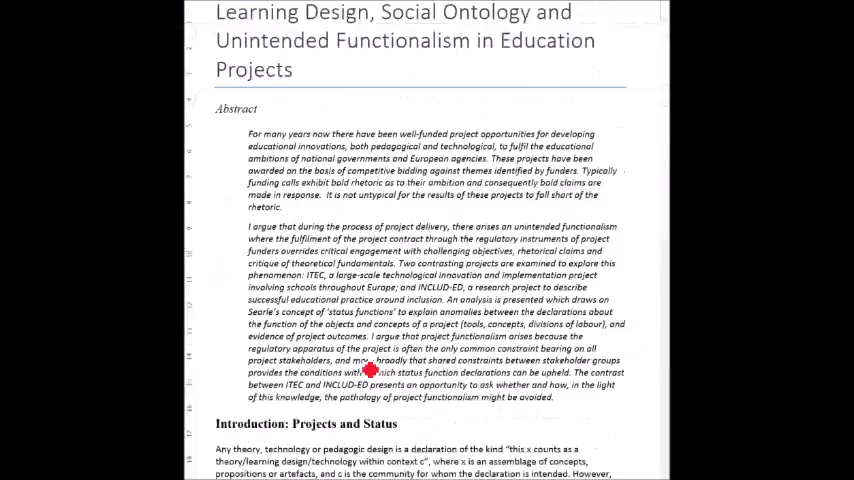 Learning Design, Social Ontology and
Unintended Functionalism in Education
Projects
Abstract
For many years now there have been well-funded project opportunities for developing
educational innovations, both pedagogical and technological, to fulfil the educational
ambitions of national governments and European agencies. These projects have been
awarded on the basis of competitive bidding against themes identified by funders. Typically
funding calls exhibit bold rhetoric as to their ambition and consequently bold claims are
made in response. It is not untypical for the results of these projects to fall short of the
rhetoric.
I argue that during the process of project delivery, there arises an unintended functionalism
where the fulfilment of the project contract through the regulatory instruments of project
funders overrides critical engagement with challenging objectives, rhetorical claims and
critique of theoretical fundamentals. Two contrasting projects are examined to explore this
phenomenon: ITEC, a large-scale technological innovation and implementation project
involving schools throughout Europe; and INCLUD-ED, a research project to describe
successful educational practice around inclusion. An analysis is presented which draws on
Searle's concept of 'status functions' to explain anomalies between the declarations about
the function of the objects and concepts of a project (tools, concepts, divisions of labour), and
evidence of project outcomes. I argue that project functionalism arises because the
regulatory apparatus of the project is often the only common constraint bearing on all
project stakeholders, and broadly that shared constraints between stakeholder groups
provides the conditions status function declarations can be upheld. The contrast
between ITEC and INCLUD-ED presents an opportunity to ask whether and how, in the light
of this knowledge, the pathology of project functionalism might be avoided.
Introduction: Projects and Status
Any theory, technology or pedagogic design is a declaration of the kind "this x counts as a
theory/learning design/technology within context c", where x is an assemblage of concepts,
propositions or artefacts, and c is the community for whom the declaration is intended. However,